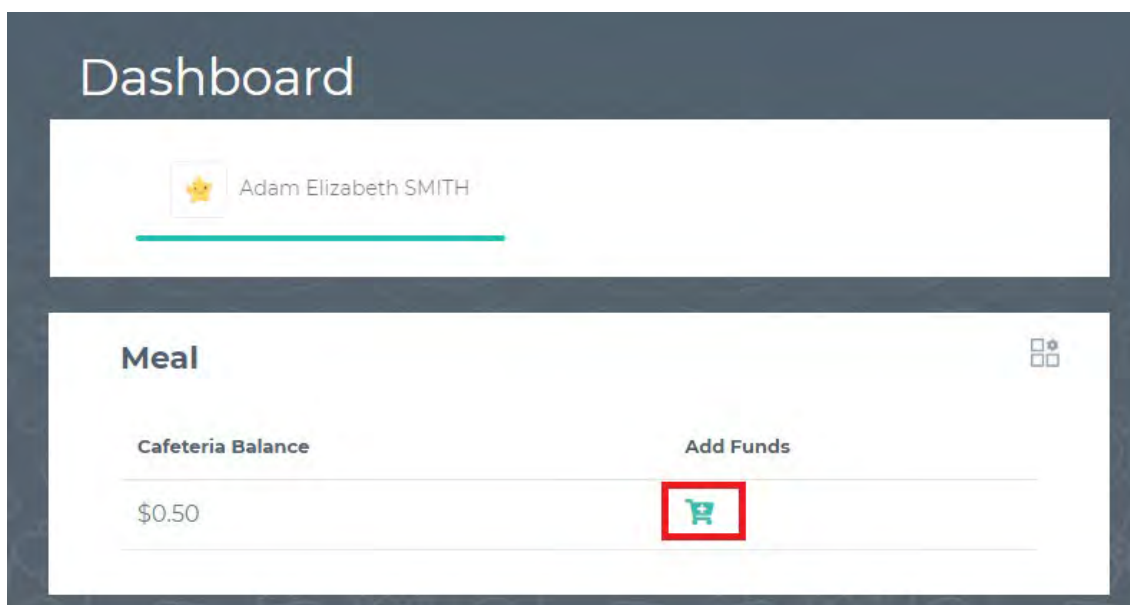 Dashboard
Adam Elizabeth SMITH
Meal
Cafeteria Balance Add Funds
$0.50